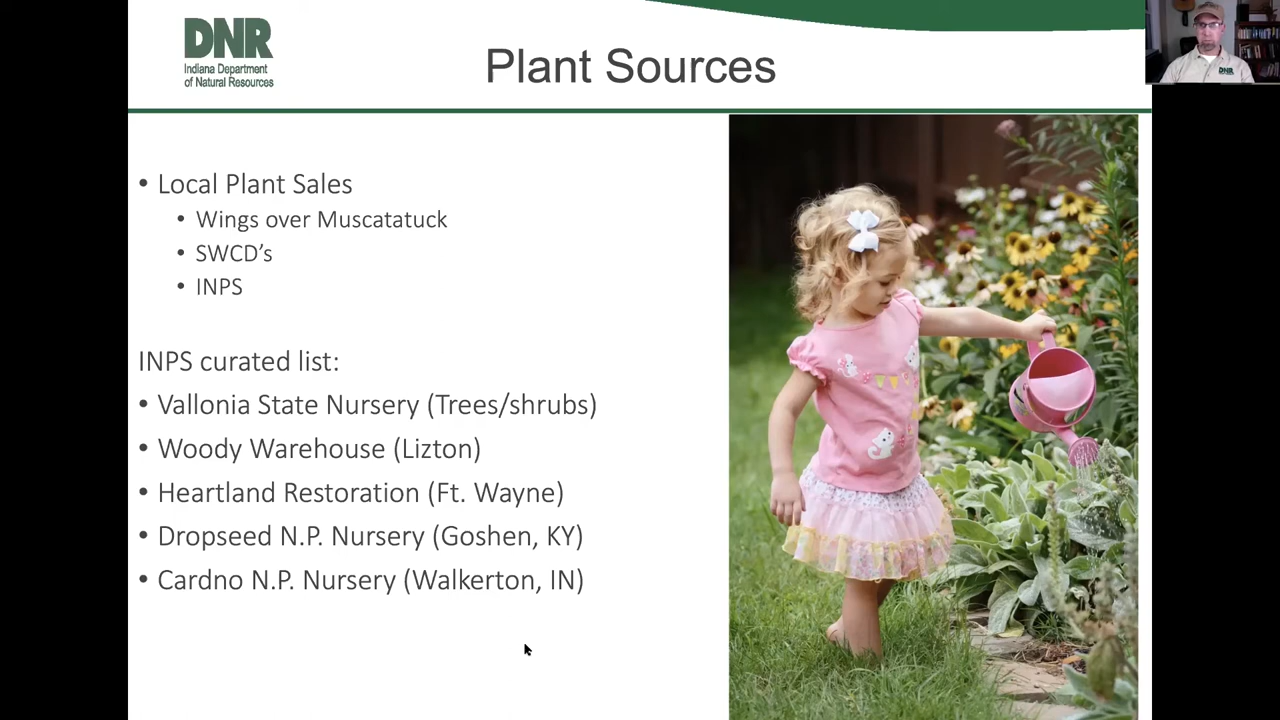 DNR
Indiana Department
of Natural Resources
Plant Sources
DNR
• Local Plant Sales
• Wings over Muscatatuck
• SWCD’s
• INPS
INPS curated list:
• Vallonia State Nursery (Trees/shrubs)
• Woody Warehouse (Lizton)
• Heartland Restoration (Ft. Wayne)
• Dropseed N.P. Nursery (Goshen, KY)
• Cardno N.P. Nursery (Walkerton, IN)